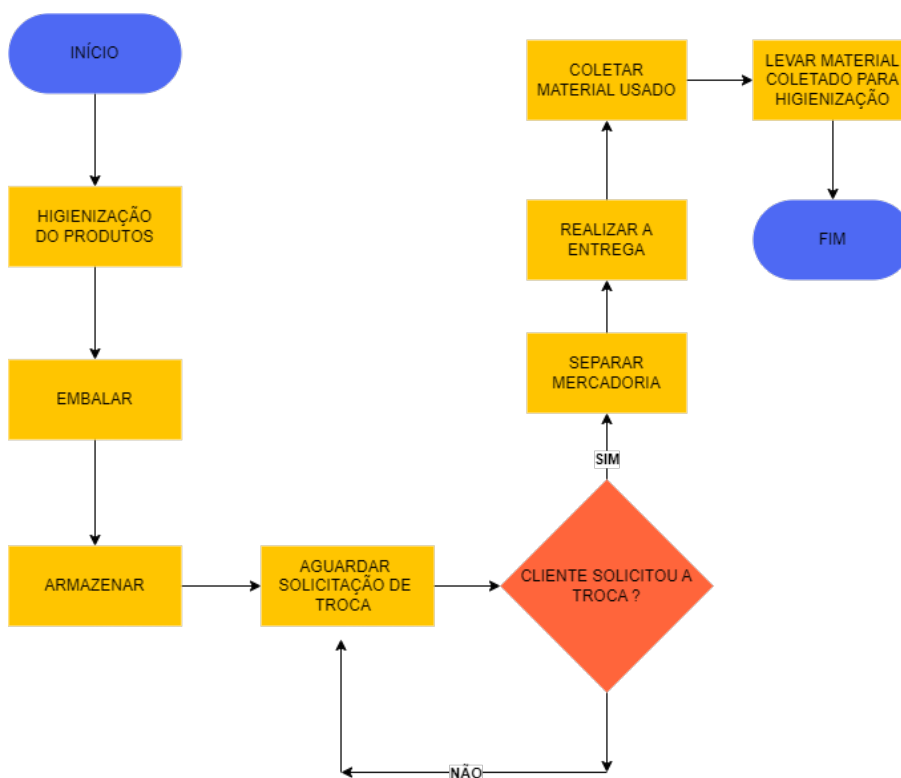 INÍCIO
HIGIENIZAÇÃO
DO PRODUTOS
EMBALAR
ARMAZENAR
AGUARDAR
SOLICITAÇÃO DE
TROCA
CLIENTE SOLICITOU A
TROCA ?
NÃO
SIM
SEPARAR
MERCADORIA
REALIZAR A
ENTREGA
COLETAR
MATERIAL USADO
LEVAR MATERIAL
COLETADO PARA
HIGIENIZAÇÃO
FIM